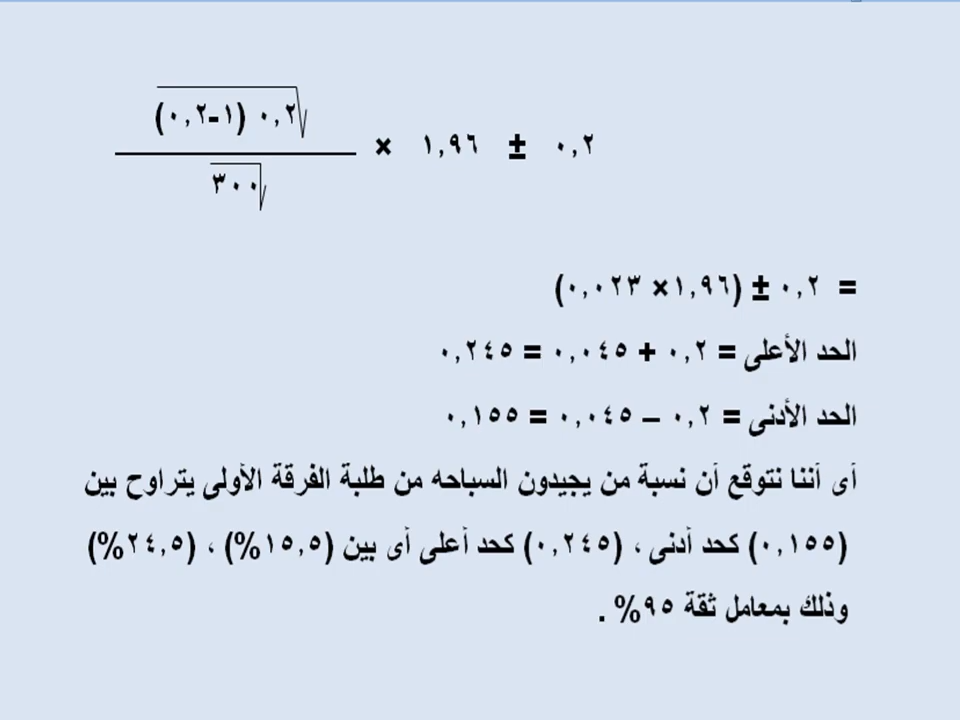 ٠,٢ ± ١,٩٦ × √٠,٢ (١-٠,٢)
√٣٠٠
= ٠,٢ ± (١,٩٦× ٠,٠٢٣)
الحد الأعلى = ٠,٢ + ٠,٠٤٥ = ٠,٢٤٥
الحد الأدنى = ٠,٢ – ٠,٠٤٥ = ٠,١٥٥
أى أننا نتوقع أن نسبة من يجيدون السباحه من طلبة الفرقة الأولى يتراوح بين
(٠,١٥٥) كحد أدنى ، (٠,٢٤٥) كحد أعلى أى بين (١٥,٥%) ، (٢٤,٥%)
وذلك بمعامل ثقة ٩٥% .